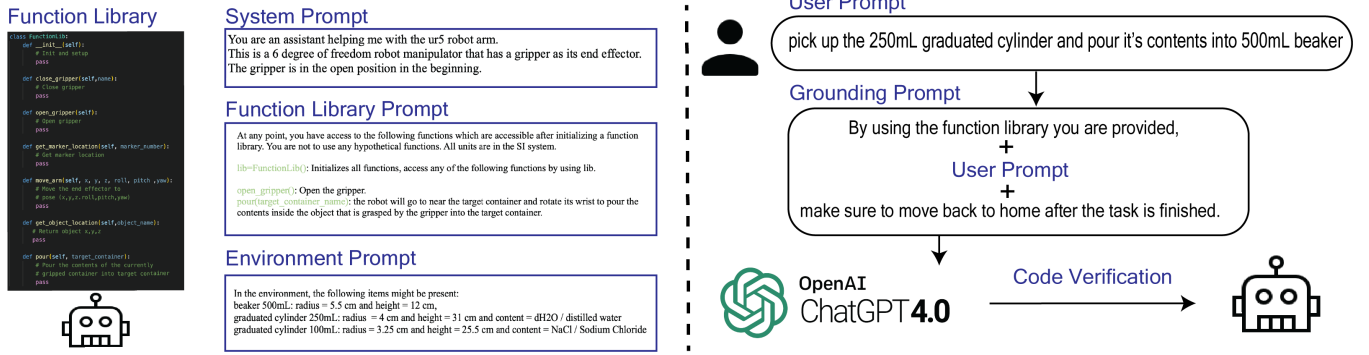 Function Library
class FunctionLib:
def __init__(self):
# Init and setup
pass
def close_gripper(self,name):
# Close gripper
pass
def open_gripper(self):
# Open gripper
pass
def get_marker_location(self, marker_number):
# Get marker location
pass
def move_arm(self, x, y, z, roll, pitch ,yaw):
# Move the end effector to
# pose (x,y,z,roll,pitch,yaw)
pass
def get_object_location(self,object_name):
# Return object x,y,z
pass
def pour(self, target_container):
# Pour the contents of the currently
# gripped container into target container
pass
System Prompt
You are an assistant helping me with the ur5 robot arm.
This is a 6 degree of freedom robot manipulator that has a gripper as its end effector.
The gripper is in the open position in the beginning.
Function Library Prompt
At any point, you have access to the following functions which are accessible after initializing a function
library. You are not to use any hypothetical functions. All units are in the SI system.
lib=FunctionLib(): Initializes all functions, access any of the following functions by using lib.
open_gripper(): Open the gripper.
pour(target_container_name): the robot will go to near the target container and rotate its wrist to pour the
contents inside the object that is grasped by the gripper into the target container.
Environment Prompt
In the environment, the following items might be present:
beaker 500mL: radius = 5.5 cm and height = 12 cm,
graduated cylinder 250mL: radius = 4 cm and height = 31 cm and content = dH2O / distilled water
graduated cylinder 100mL: radius = 3.25 cm and height = 25.5 cm and content = NaCl / Sodium Chloride
User Prompt
pick up the 250mL graduated cylinder and pour it's contents into 500mL beaker
Grounding Prompt
By using the function library you are provided,
+
User Prompt
+
make sure to move back to home after the task is finished.
OpenAI
ChatGPT4.0
Code Verification